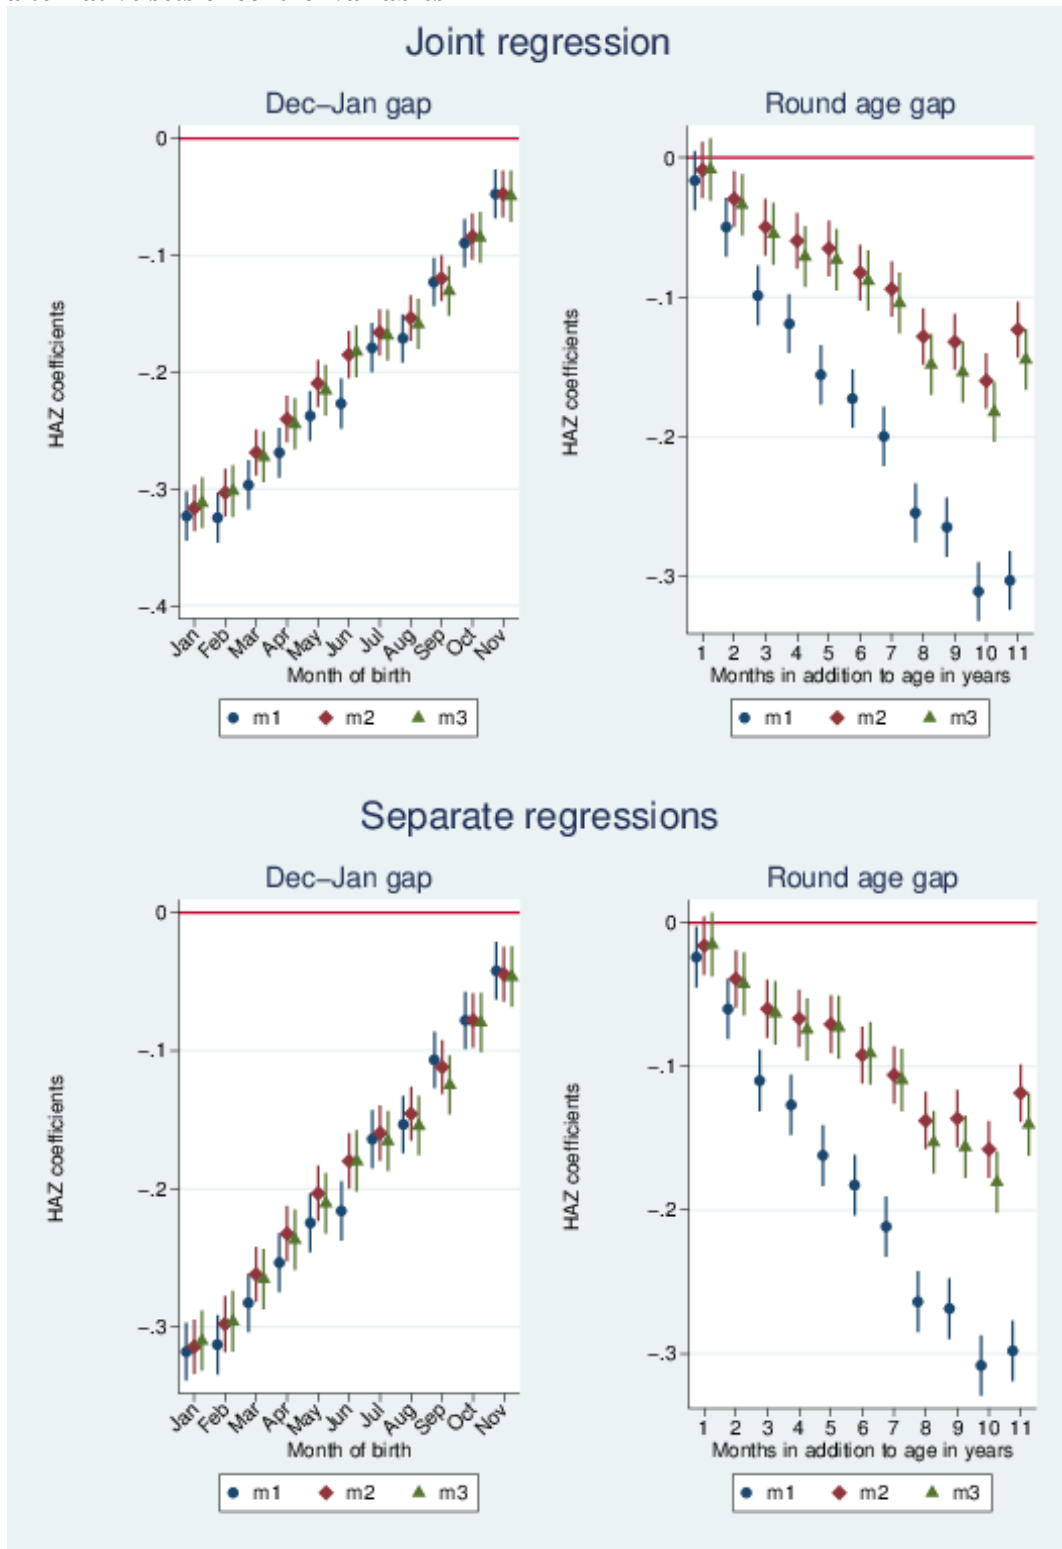 Joint regression
Dec–Jan gap
Round age gap
HAZ coefficients
0
–.1
–.2
–.3
–.4
Jan Feb Mar Apr May Jun Jul Aug Sep Oct Nov
Month of birth
m1 m2 m3
HAZ coefficients
0
–.1
–.2
–.3
1 2 3 4 5 6 7 8 9 10 11
Months in addition to age in years
m1 m2 m3
Separate regressions
Dec–Jan gap
Round age gap
HAZ coefficients
0
–.1
–.2
–.3
Jan Feb Mar Apr May Jun Jul Aug Sep Oct Nov
Month of birth
m1 m2 m3
HAZ coefficients
0
–.1
–.2
–.3
1 2 3 4 5 6 7 8 9 10 11
Months in addition to age in years
m1 m2 m3